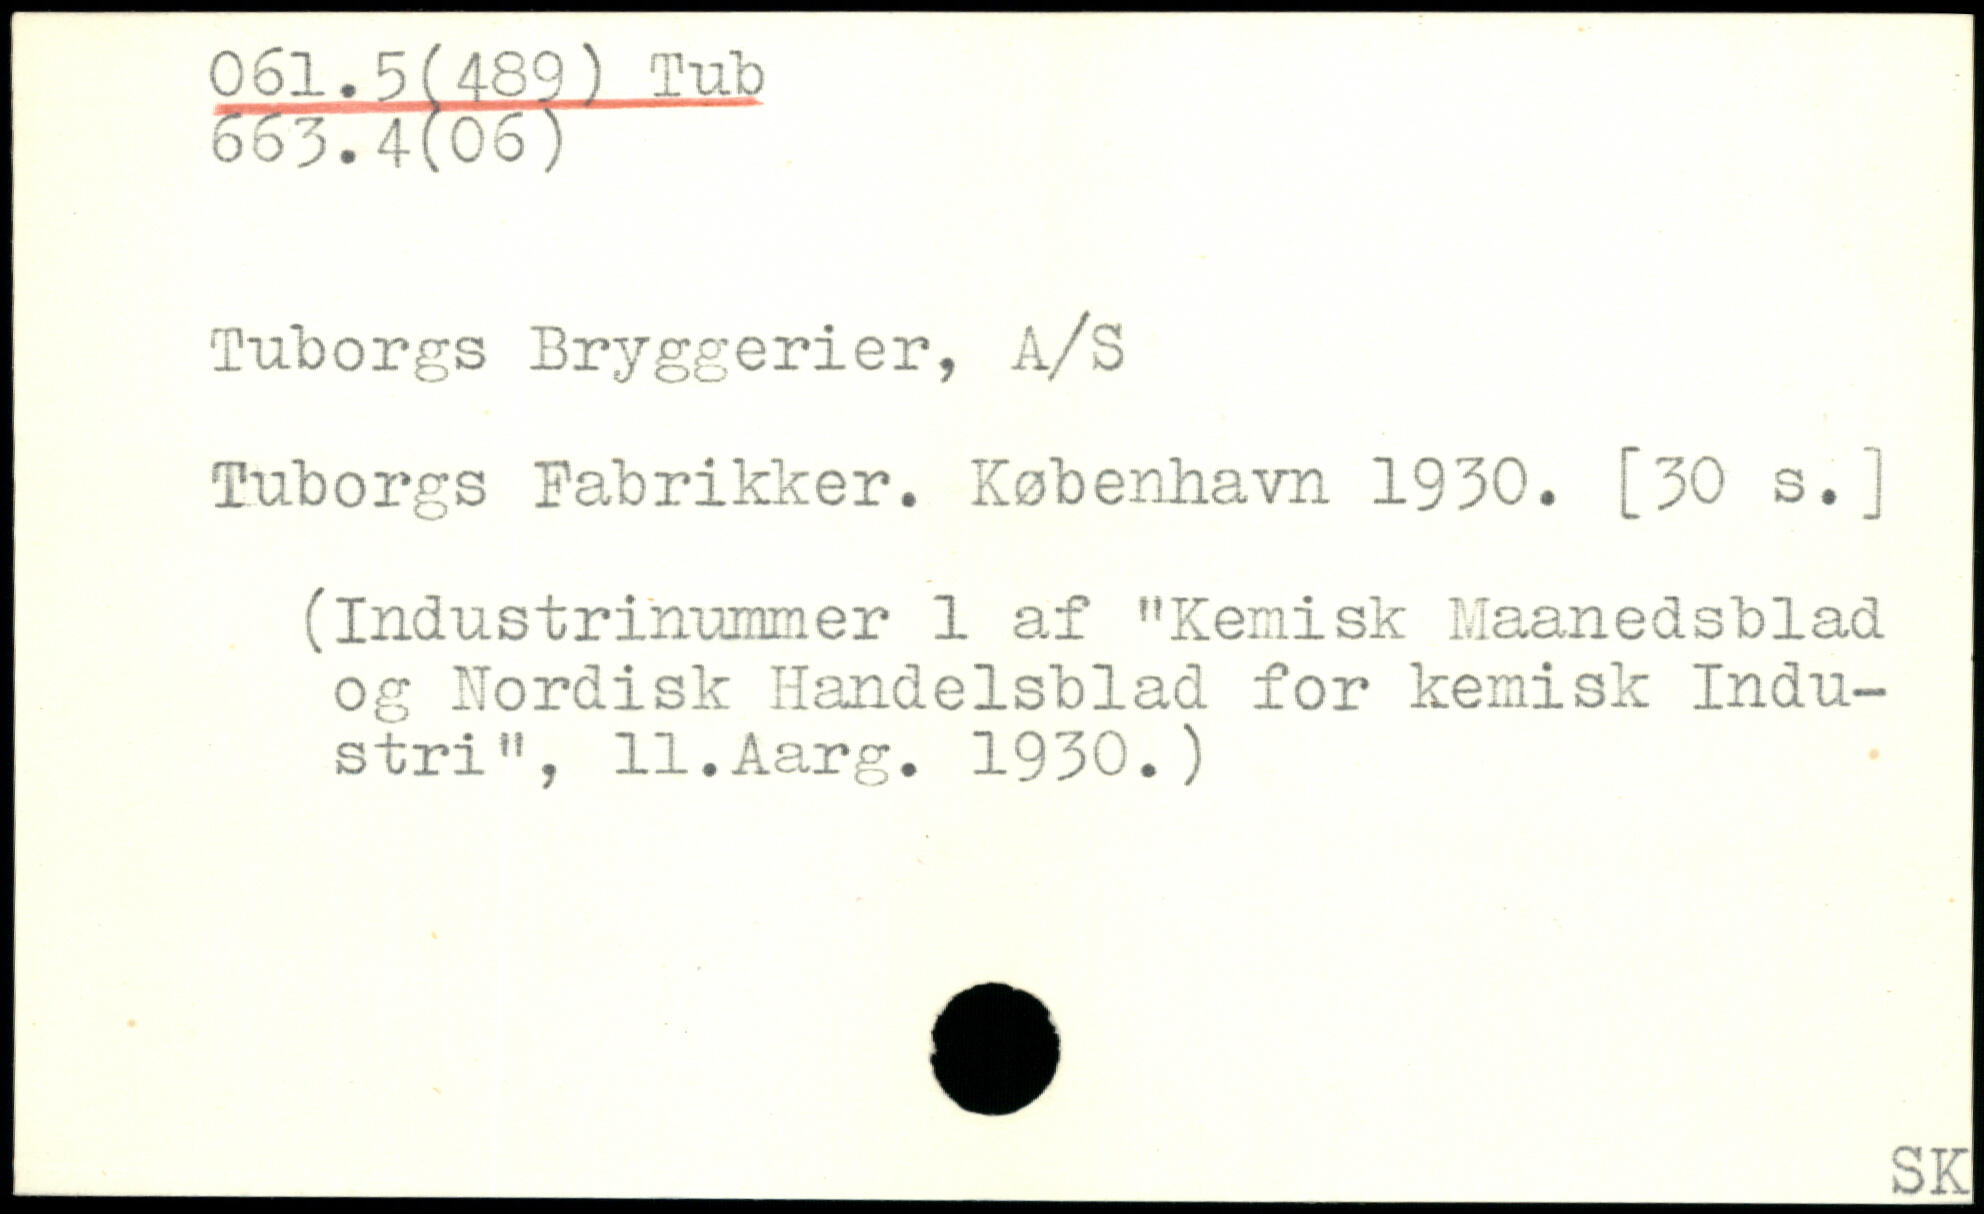 061.5(489) Tub
663.4(06)
Tuborgs Bryggerier, A/S
Tuborgs Fabrikker. København 1930. [30 s.]
(Industrinummer 1 af "Kemisk Maanedsblad
og Nordisk Handelsblad for kemisk Indu-
stri", 11.Aarg. 1930.)
SK